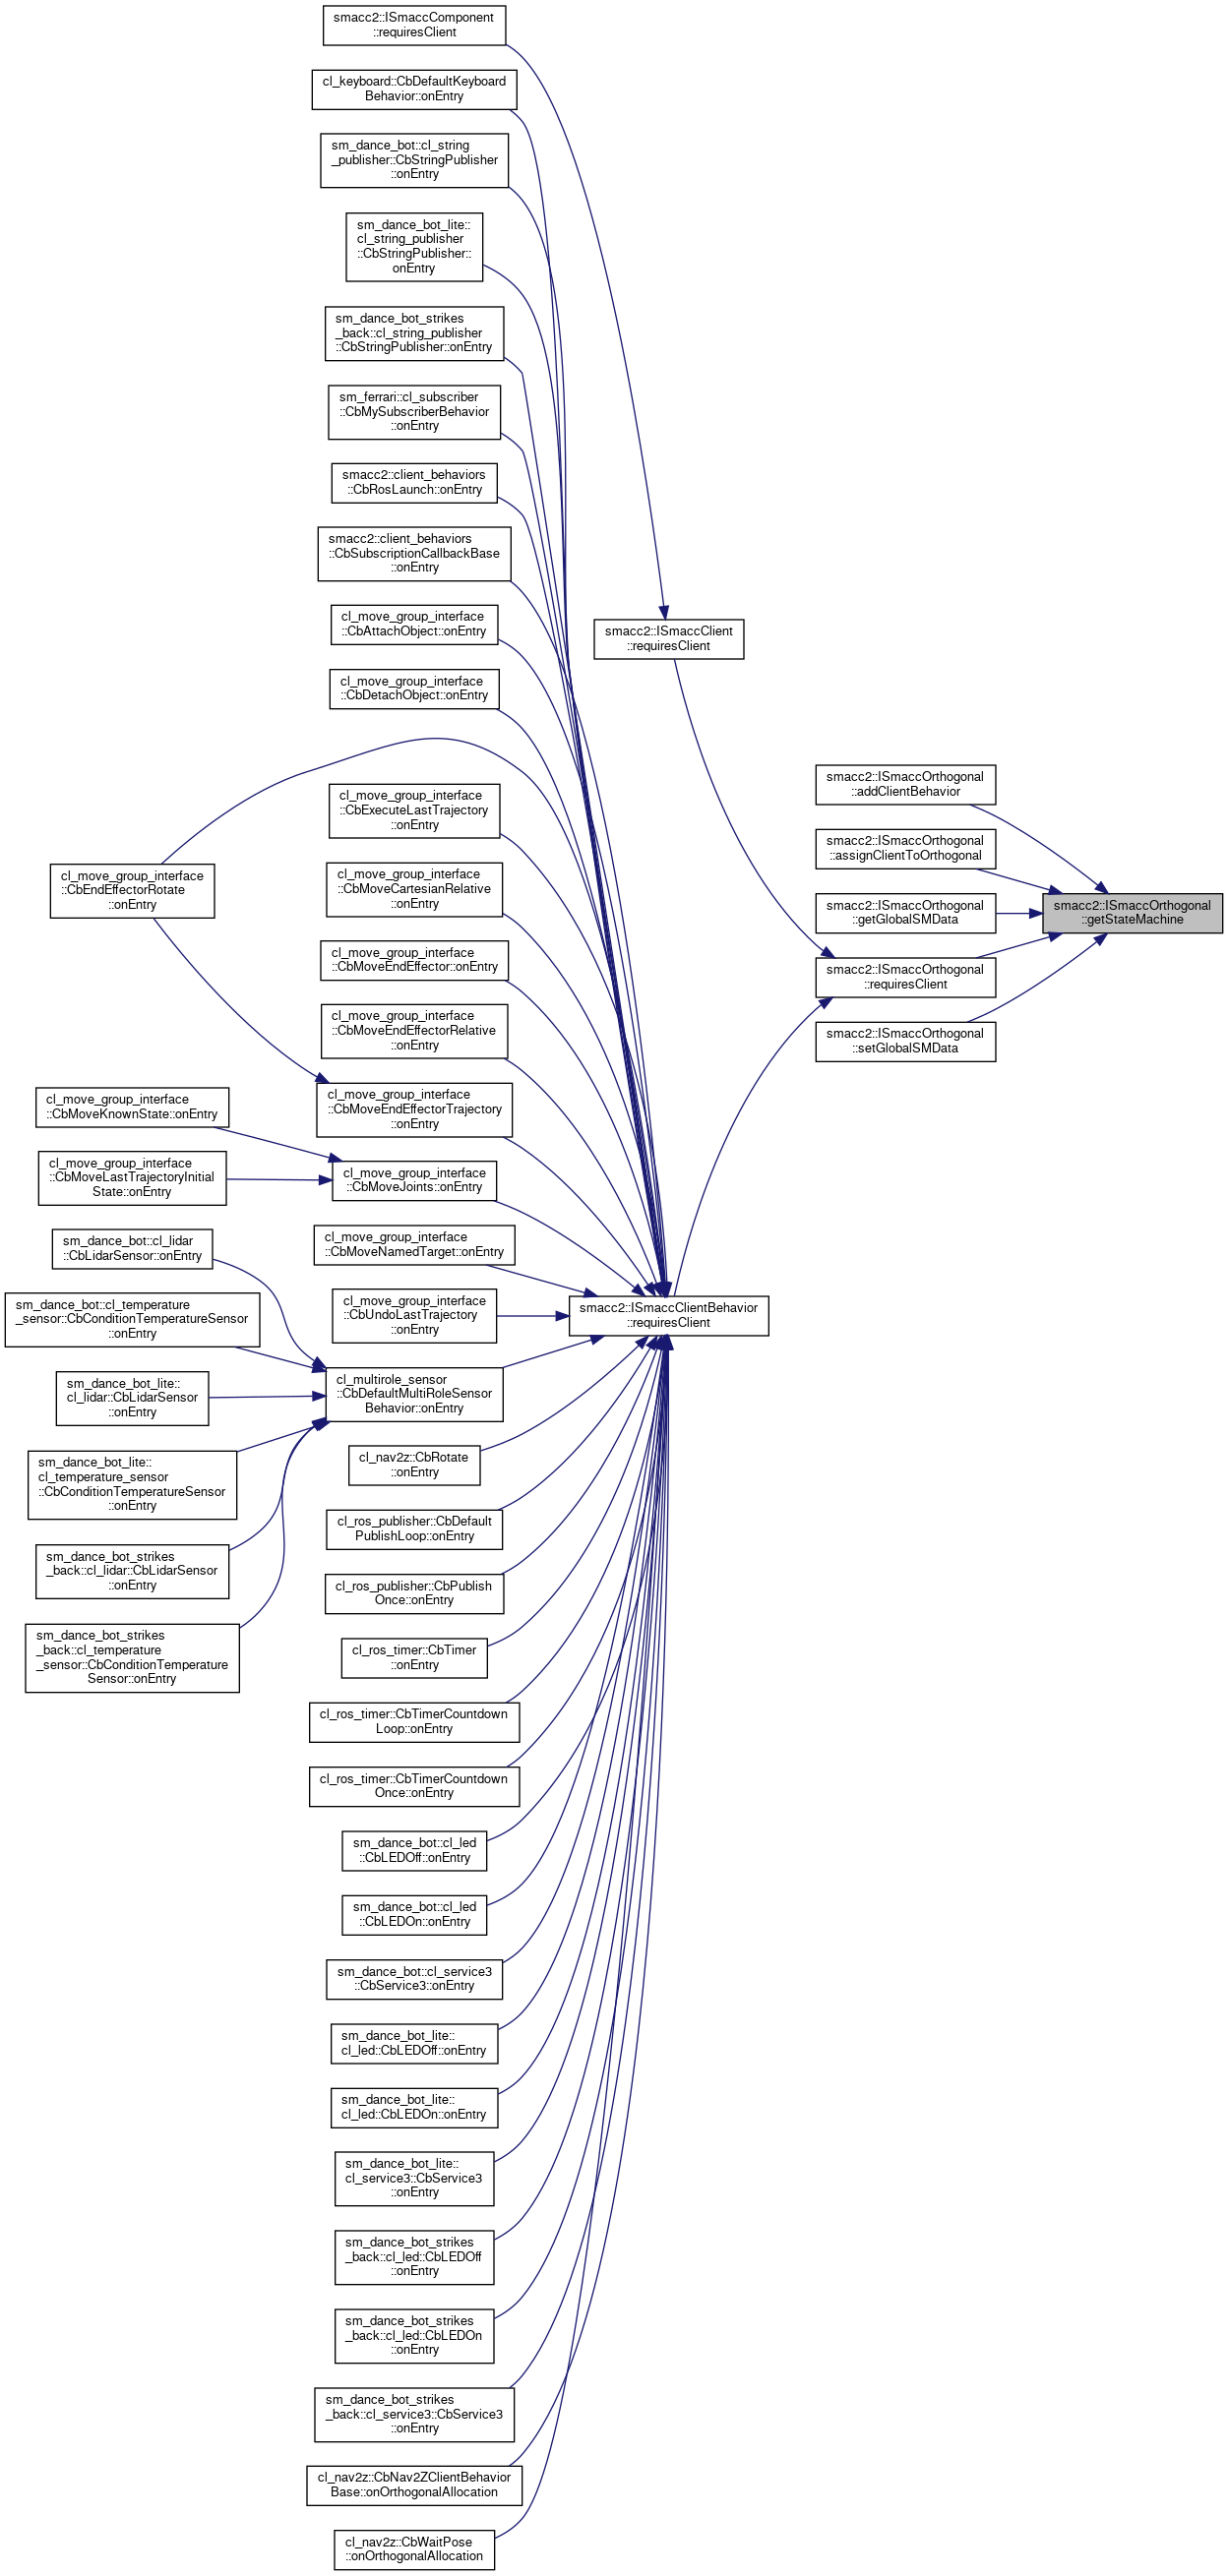 smacc2::ISmaccComponent
::requiresClient
cl_keyboard::CbDefaultKeyboard
Behavior::onEntry
sm_dance_bot::cl_string
_publisher::CbStringPublisher
::onEntry
sm_dance_bot_lite::
cl_string_publisher
::CbStringPublisher::
onEntry
sm_dance_bot_strikes
_back::cl_string_publisher
::CbStringPublisher::onEntry
sm_ferrari::cl_subscriber
::CbMySubscriberBehavior
::onEntry
smacc2::client_behaviors
::CbRosLaunch::onEntry
smacc2::client_behaviors
::CbSubscriptionCallbackBase
::onEntry
cl_move_group_interface
::CbAttachObject::onEntry
cl_move_group_interface
::CbDetachObject::onEntry
cl_move_group_interface
::CbExecuteLastTrajectory
::onEntry
cl_move_group_interface
::CbEndEffectorRotate
::onEntry
cl_move_group_interface
::CbMoveCartesianRelative
::onEntry
cl_move_group_interface
::CbMoveEndEffector::onEntry
cl_move_group_interface
::CbMoveEndEffectorRelative
::onEntry
cl_move_group_interface
::CbMoveEndEffectorTrajectory
::onEntry
cl_move_group_interface
::CbMoveKnownState::onEntry
cl_move_group_interface
::CbMoveLastTrajectoryInitial
State::onEntry
cl_move_group_interface
::CbMoveJoints::onEntry
cl_move_group_interface
::CbMoveNamedTarget::onEntry
cl_move_group_interface
::CbUndoLastTrajectory
::onEntry
sm_dance_bot::cl_lidar
::CbLidarSensor::onEntry
sm_dance_bot::cl_temperature
_sensor::CbConditionTemperatureSensor
::onEntry
sm_dance_bot_lite::
cl_lidar::CbLidarSensor
::onEntry
sm_dance_bot_lite::
cl_temperature_sensor
::CbConditionTemperatureSensor
::onEntry
sm_dance_bot_strikes
_back::cl_lidar::CbLidarSensor
::onEntry
sm_dance_bot_strikes
_back::cl_temperature
_sensor::CbConditionTemperature
Sensor::onEntry
cl_multirole_sensor
::CbDefaultMultiRoleSensor
Behavior::onEntry
cl_nav2z::CbRotate
::onEntry
cl_ros_publisher::CbDefault
PublishLoop::onEntry
cl_ros_publisher::CbPublish
Once::onEntry
cl_ros_timer::CbTimer
::onEntry
cl_ros_timer::CbTimerCountdown
Loop::onEntry
cl_ros_timer::CbTimerCountdown
Once::onEntry
sm_dance_bot::cl_led
::CbLEDOff::onEntry
sm_dance_bot::cl_led
::CbLEDOn::onEntry
sm_dance_bot::cl_service3
::CbService3::onEntry
sm_dance_bot_lite::
cl_led::CbLEDOff::onEntry
sm_dance_bot_lite::
cl_led::CbLEDOn::onEntry
sm_dance_bot_lite::
cl_service3::CbService3
::onEntry
sm_dance_bot_strikes
_back::cl_led::CbLEDOff
::onEntry
sm_dance_bot_strikes
_back::cl_led::CbLEDOn
::onEntry
sm_dance_bot_strikes
_back::cl_service3::CbService3
::onEntry
cl_nav2z::CbNav2ZClientBehavior
Base::onOrthogonalAllocation
cl_nav2z::CbWaitPose
::onOrthogonalAllocation
smacc2::ISmaccClient
::requiresClient
smacc2::ISmaccClientBehavior
::requiresClient
smacc2::ISmaccOrthogonal
::addClientBehavior
smacc2::ISmaccOrthogonal
::assignClientToOrthogonal
smacc2::ISmaccOrthogonal
::getGlobalSMData
smacc2::ISmaccOrthogonal
::requiresClient
smacc2::ISmaccOrthogonal
::setGlobalSMData
smacc2::ISmaccOrthogonal
::getStateMachine